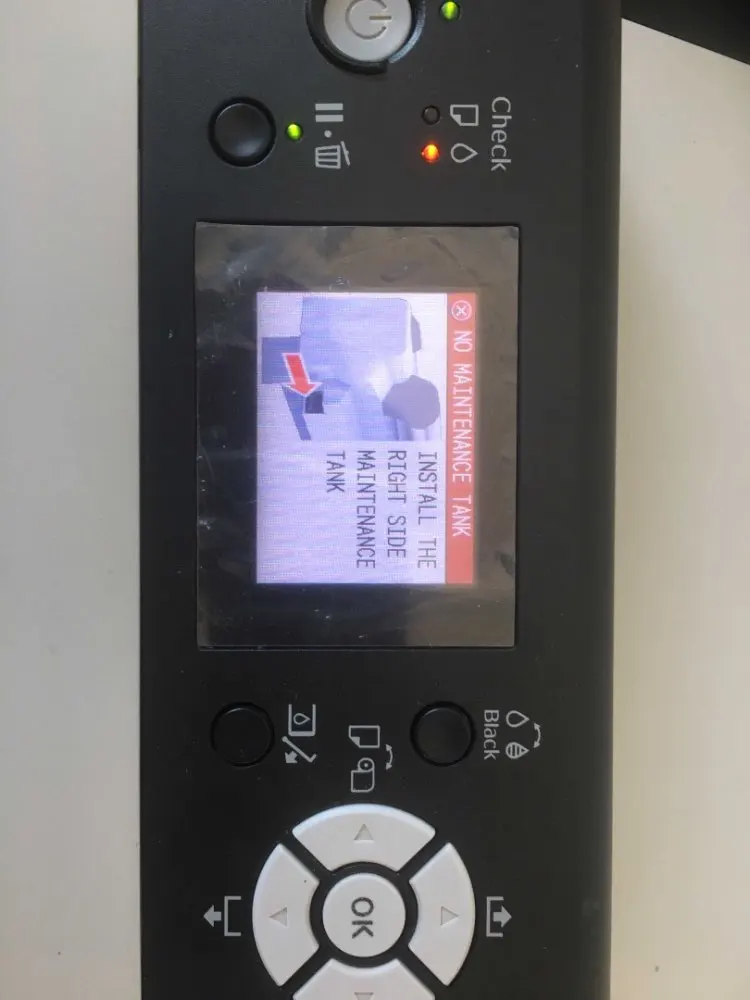 Check
NO MAINTENANCE TANK
INSTALL THE
RIGHT SIDE
MAINTENANCE
TANK
Black
OK